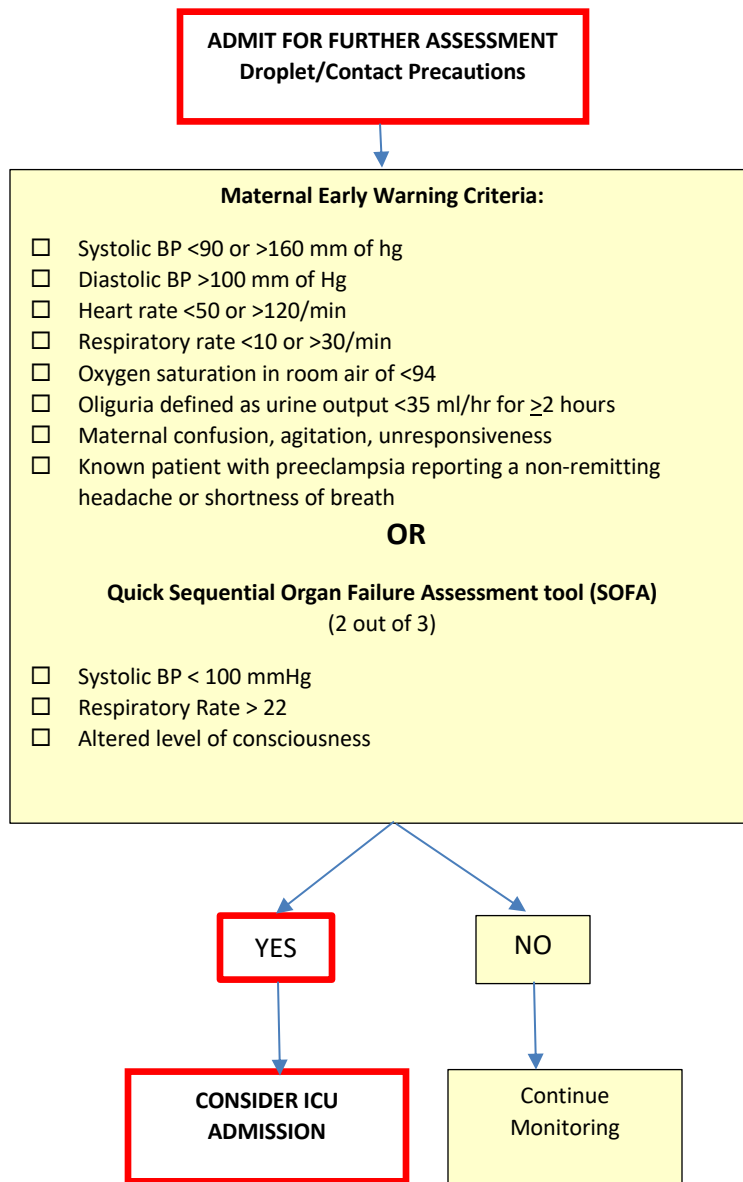 ADMIT FOR FURTHER ASSESSMENT
Droplet/Contact Precautions
Maternal Early Warning Criteria:
☐ Systolic BP <90 or >160 mm of hg
☐ Diastolic BP >100 mm of Hg
☐ Heart rate <50 or >120/min
☐ Respiratory rate <10 or >30/min
☐ Oxygen saturation in room air of <94
☐ Oliguria defined as urine output <35 ml/hr for >2 hours
☐ Maternal confusion, agitation, unresponsiveness
☐ Known patient with preeclampsia reporting a non-remitting
headache or shortness of breath
OR
Quick Sequential Organ Failure Assessment tool (SOFA)
(2 out of 3)
☐ Systolic BP < 100 mmHg
☐ Respiratory Rate > 22
☐ Altered level of consciousness
YES
NO
CONSIDER ICU
ADMISSION
Continue
Monitoring